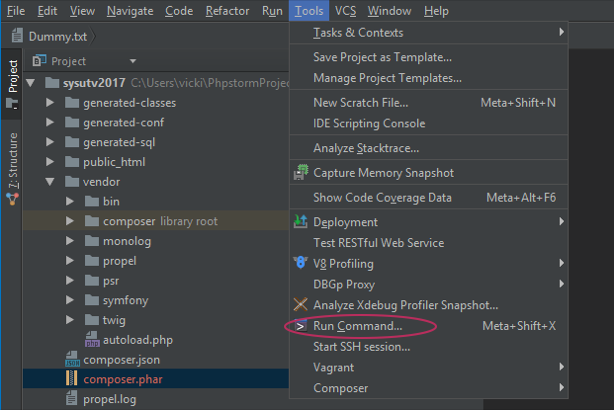 File Edit View Navigate Code Refactor Run Tools VCS Window Help
Dummy.txt
Project
sysutv2017 C:\Users\vicki\PhpstormProje
generated-classes
generated-conf
generated-sql
public_html
vendor
bin
composer library root
monolog
propel
psr
symfony
twig
autoload.php
composer.json
composer.phar
propel.log
Project
7: Structure
Tasks & Contexts
Save Project as Template...
Manage Project Templates...
New Scratch File... Meta+Shift+N
IDE Scripting Console
Analyze Stacktrace...
Capture Memory Snapshot
Show Code Coverage Data Meta+Alt+F6
Deployment
Test RESTful Web Service
V8 Profiling
DBGp Proxy
Analyze Xdebug Profiler Snapshot...
Run Command... Meta+Shift+X
Start SSH session...
Vagrant
Composer